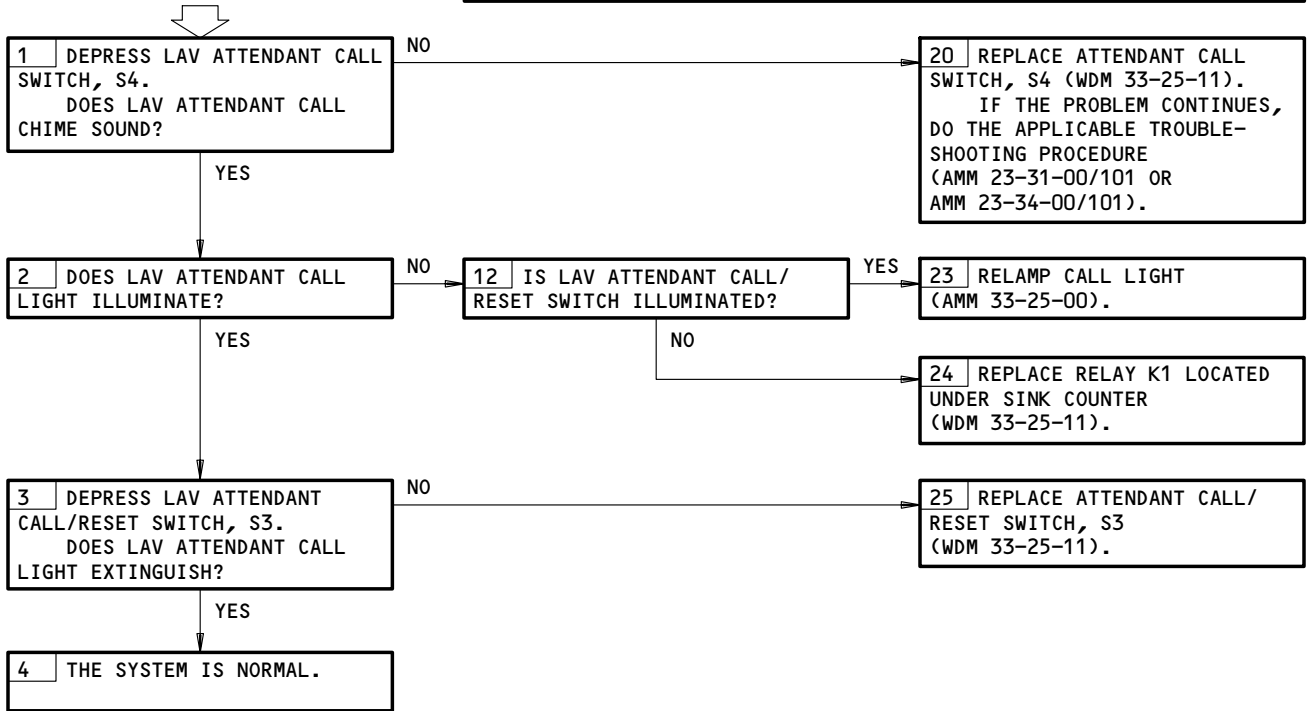 1 DEPRESS LAV ATTENDANT CALL
SWITCH, S4.
DOES LAV ATTENDANT CALL
CHIME SOUND?
NO
20 REPLACE ATTENDANT CALL
SWITCH, S4 (WDM 33-25-11).
IF THE PROBLEM CONTINUES,
DO THE APPLICABLE TROUBLE-
SHOOTING PROCEDURE
(AMM 23-31-00/101 OR
AMM 23-34-00/101).
YES
2 DOES LAV ATTENDANT CALL
LIGHT ILLUMINATE?
NO
12 IS LAV ATTENDANT CALL/
RESET SWITCH ILLUMINATED?
YES
23 RELAMP CALL LIGHT
(AMM 33-25-00).
NO
24 REPLACE RELAY K1 LOCATED
UNDER SINK COUNTER
(WDM 33-25-11).
YES
3 DEPRESS LAV ATTENDANT
CALL/RESET SWITCH, S3.
DOES LAV ATTENDANT CALL
LIGHT EXTINGUISH?
NO
25 REPLACE ATTENDANT CALL/
RESET SWITCH, S3
(WDM 33-25-11).
YES
4 THE SYSTEM IS NORMAL.